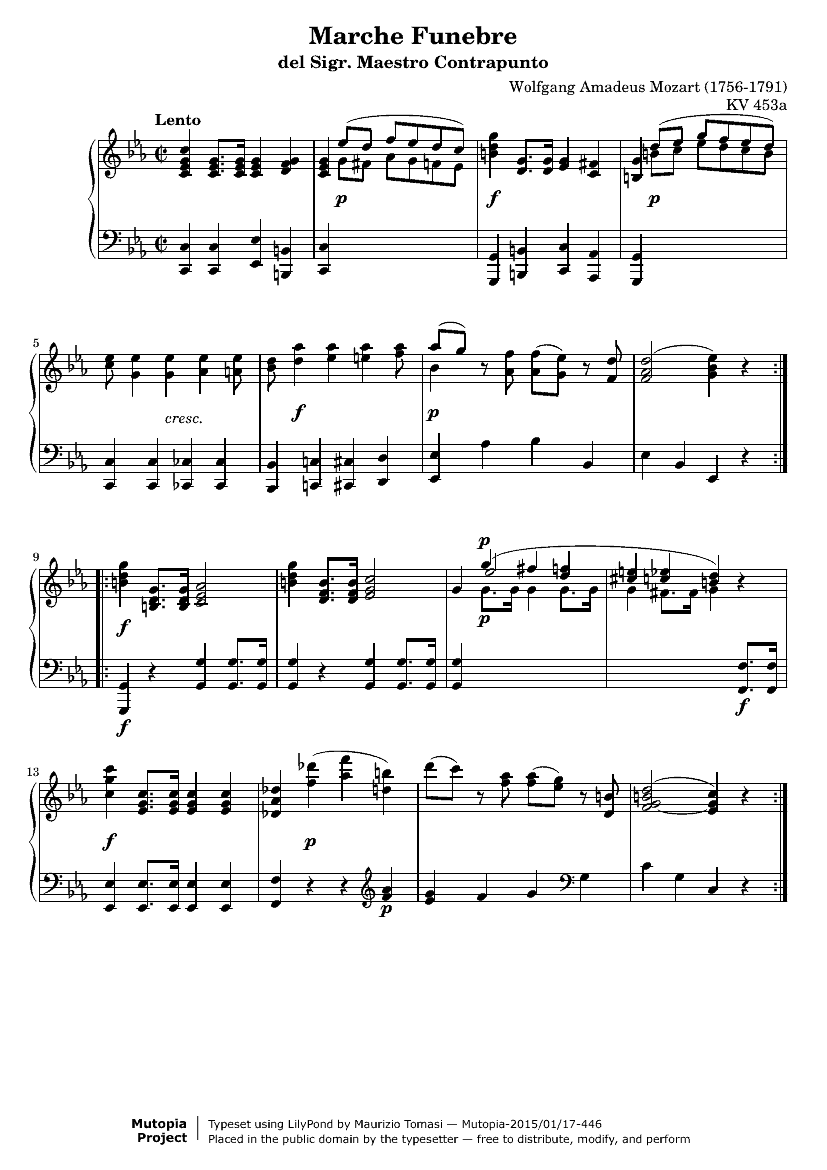 Marche Funebre
del Sigr. Maestro Contrapunto
Wolfgang Amadeus Mozart (1756-1791)
KV 453a
Lento
p f p
5
cresc. f p
9
p
f p
f f
13
f p
p
Mutopia Project
Typeset using LilyPond by Maurizio Tomasi — Mutopia-2015/01/17-446
Placed in the public domain by the typesetter — free to distribute, modify, and perform